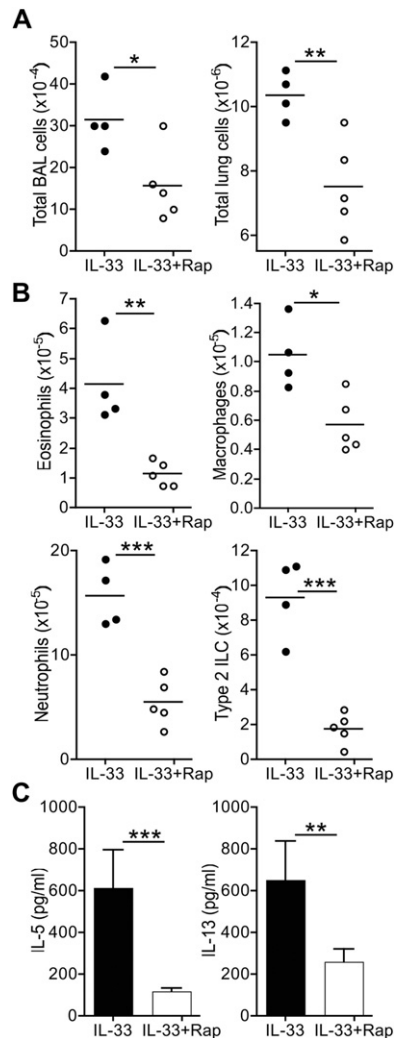 A
Total BAL cells (x10-4)
50
40
30
20
10
0
*
IL-33 IL-33+Rap
Total lung cells (x10-6)
12
10
8
6
**
IL-33 IL-33+Rap
B
Eosinophils (x10-5)
7
6
5
4
3
2
1
0
**
IL-33 IL-33+Rap
Macrophages (x10-5)
1.4
1.2
1.0
0.8
0.6
0.4
0.2
0.0
*
IL-33 IL-33+Rap
Neutrophils (x10-5)
20
10
0
***
IL-33 IL-33+Rap
Type 2 ILC (x10-4)
12
10
8
6
4
2
0
***
IL-33 IL-33+Rap
C
IL-5 (pg/ml)
1000
800
600
400
200
0
***
IL-33 IL-33+Rap
IL-13 (pg/ml)
1000
800
600
400
200
0
**
IL-33 IL-33+Rap